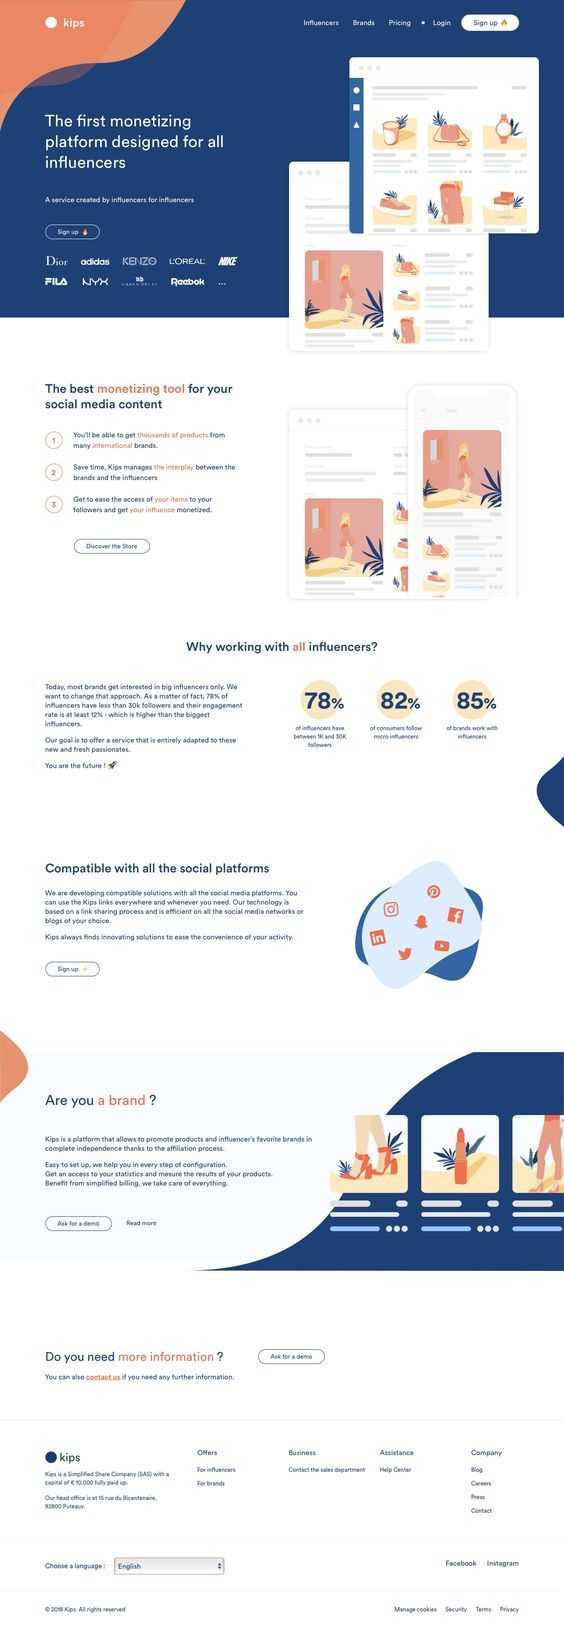 kips
Influencers Brands Pricing Login Sign up
The first monetizing
platform designed for all
influencers
A service created by influencers for influencers
Sign up
Dior adidas KENZO L'ORÉAL NIKE
FILA NYX Reebok ...
The best monetizing tool for your
social media content
1 You'll be able to get thousands of products from
many international brands.
2 Save time, Kips manages the interplay between the
brands and the influencers
3 Get to ease the access of your items to your
followers and get your influence monetized.
Discover the Store
Why working with all influencers?
Today, most brands get interested in big influencers only. We
want to change that approach. As a matter of fact, 78% of
influencers have less than 30k followers and their engagement
rate is at least 12% - which is higher than the biggest
influencers.
Our goal is to offer a service that is entirely adapted to these
new and fresh passionates.
You are the future !
78%
of influencers have
between 1K and 30K
followers
82%
of consumers follow
micro influencers
85%
of brands work with
influencers
Compatible with all the social platforms
We are developing compatible solutions with all the social media platforms. You
can use the Kips links everywhere and whenever you need. Our technology is
based on a link sharing process and is efficient on all the social media networks or
blogs of your choice.
Kips always finds innovating solutions to ease the convenience of your activity.
Sign up
Are you a brand ?
Kips is a platform that allows to promote products and influencer's favorite brands in
complete independence thanks to the affiliation process.
Easy to set up, we help you in every step of configuration.
Get an access to your statistics and mesure the results of your products.
Benefit from simplified billing, we take care of everything.
Ask for a demo Read more
Do you need more information ?
Ask for a demo
You can also contact us if you need any further information.
kips
Kips is a Simplified Share Company (SAS) with a
capital of € 10.000 fully paid up.
Our head office is at 15 rue du Bicentenaire,
92800 Puteaux.
Offers
For influencers
For brands
Business
Contact the sales department
Assistance
Help Center
Company
Blog
Careers
Press
Contact
Choose a language : English
Facebook Instagram
© 2018 Kips. All rights reserved
Manage cookies Security Terms Privacy